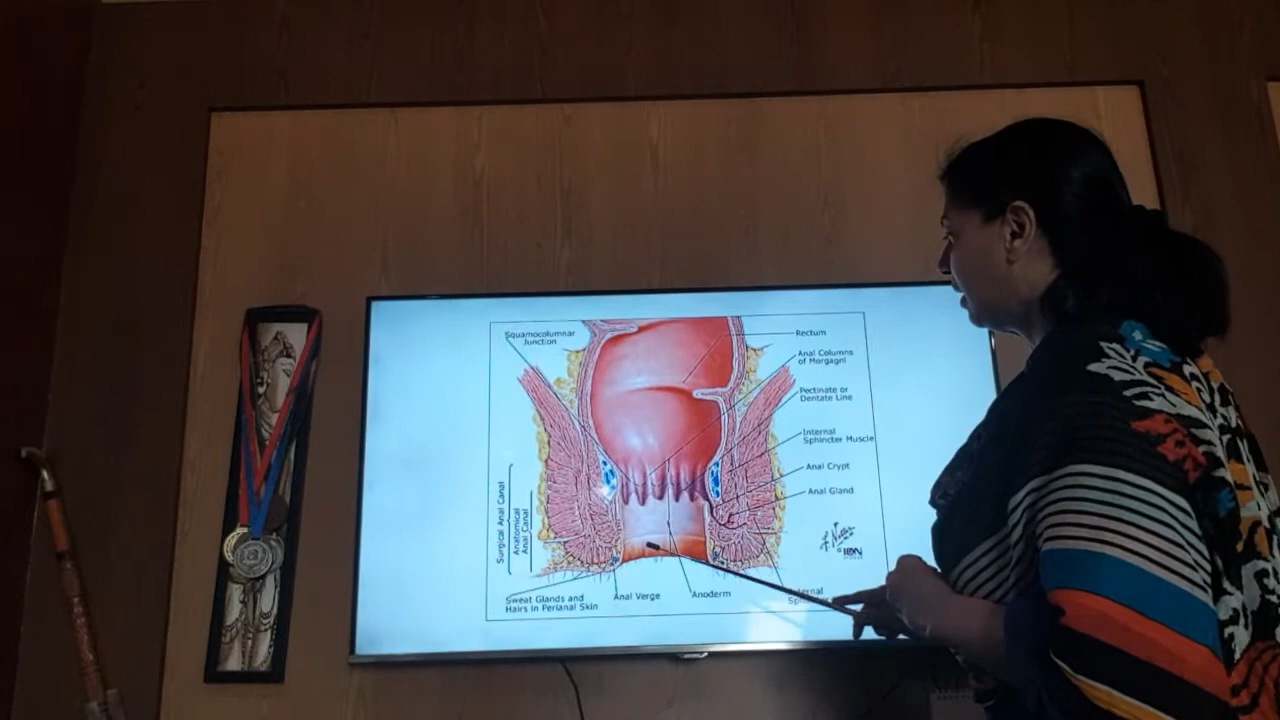 Squamocolumnar
Junction
Rectum
Anal Columns
of Morgagni
Pectinate or
Dentate Line
Internal
Sphincter Muscle
Anal Crypt
Anal Gland
Surgical Anal Canal
Anatomical
Anal Canal
Sweat Glands and
Hairs in Perianal Skin
Anal Verge
Anoderm